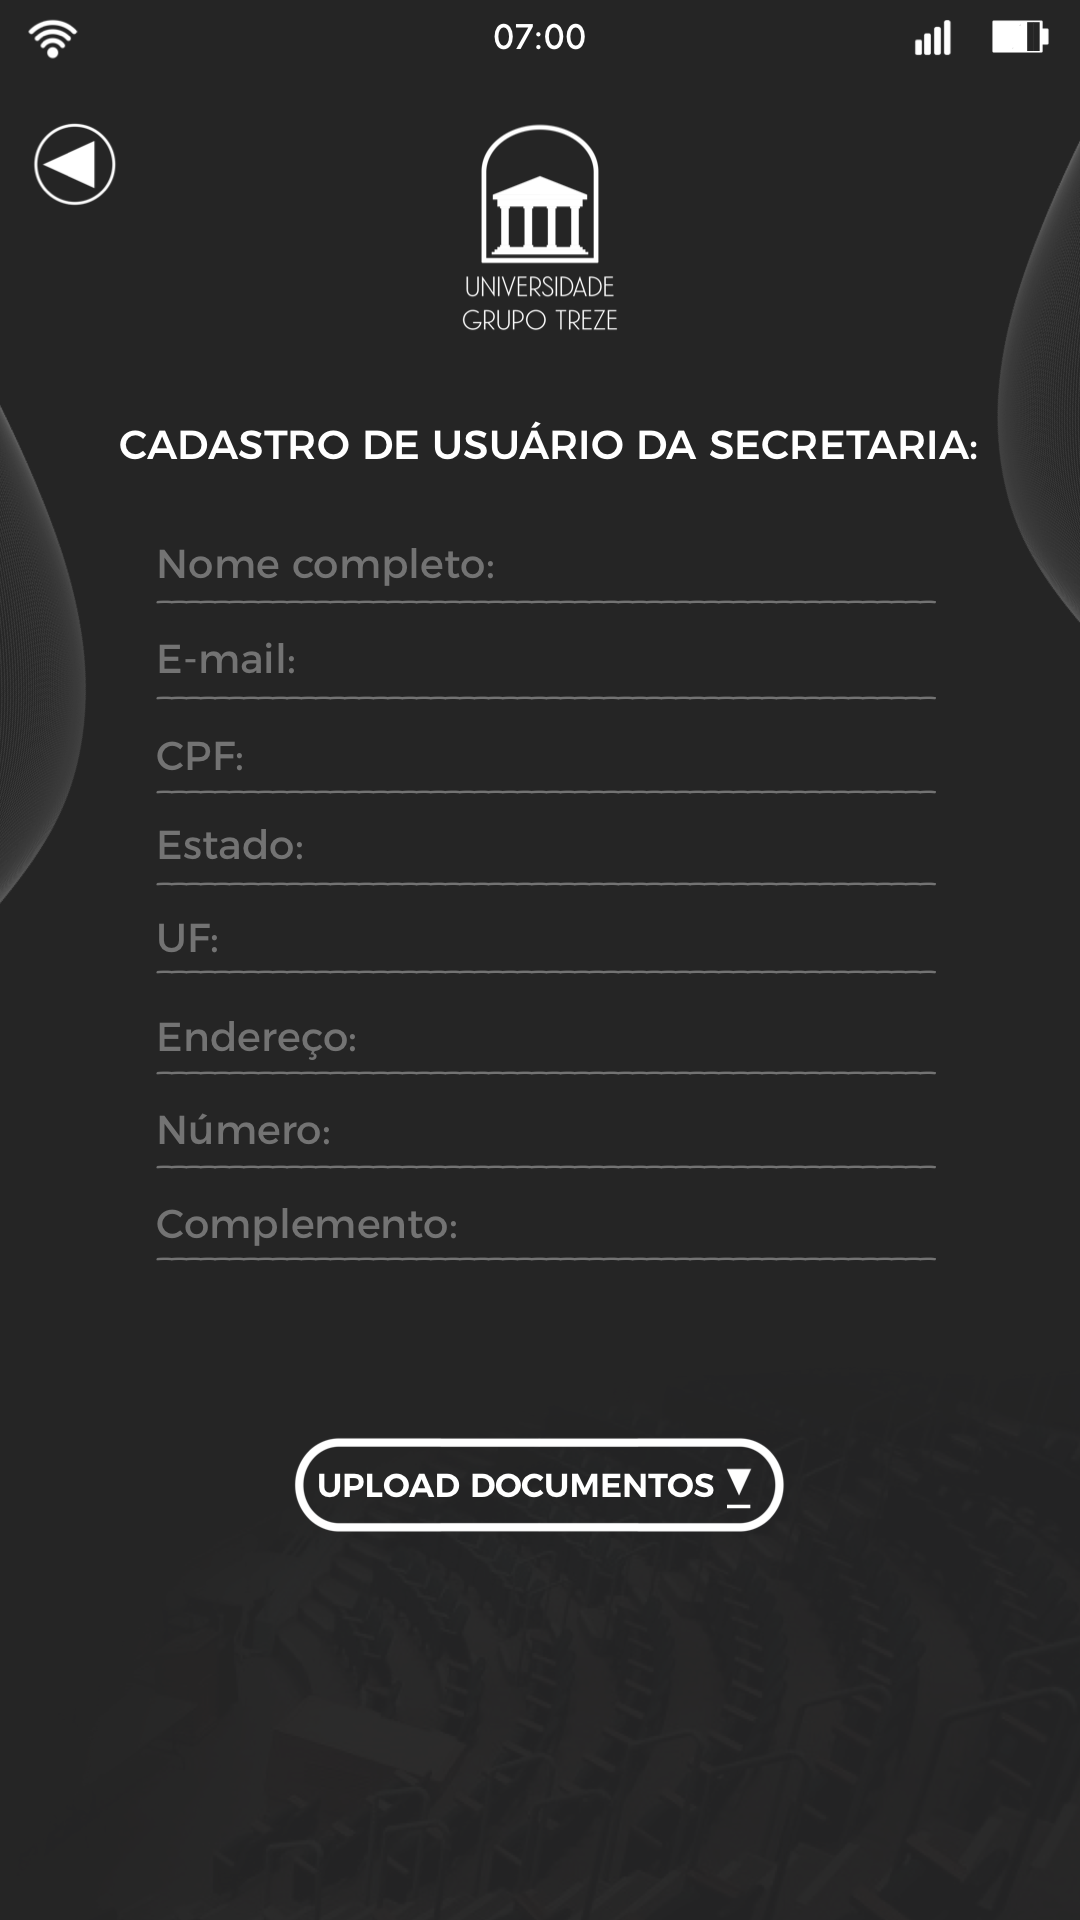 07:00
UNIVERSIDADE
GRUPO TREZE
CADASTRO DE USUÁRIO DA SECRETARIA:
Nome completo:
E-mail:
CPF:
Estado:
UF:
Endereço:
Número:
Complemento:
UPLOAD DOCUMENTOS